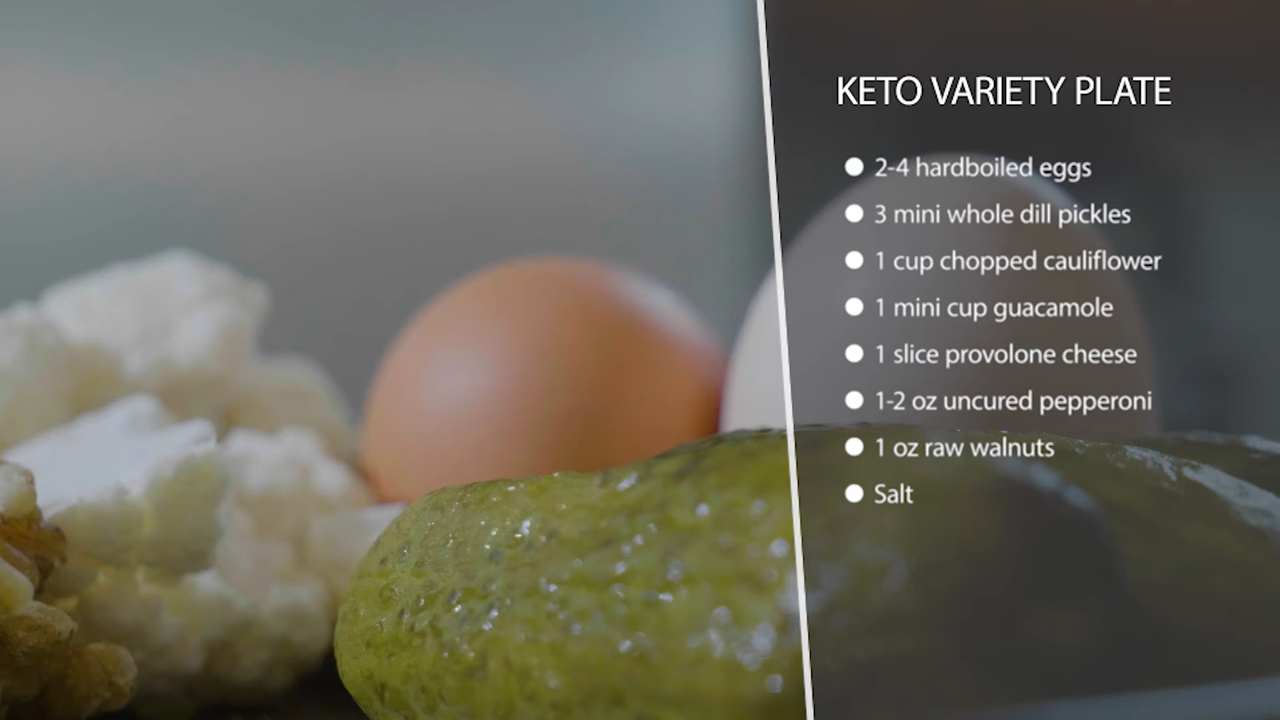 KETO VARIETY PLATE
2-4 hardboiled eggs
3 mini whole dill pickles
1 cup chopped cauliflower
1 mini cup guacamole
1 slice provolone cheese
1-2 oz uncured pepperoni
1 oz raw walnuts
Salt